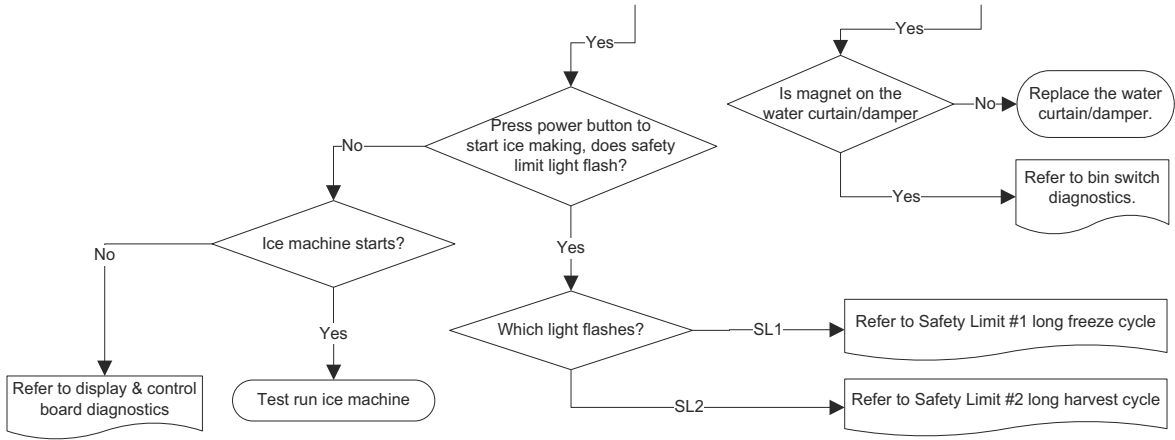 Yes
Press power button to
start ice making, does safety
limit light flash?
No
Ice machine starts?
No
Refer to display & control
board diagnostics
Yes
Test run ice machine
Yes
Which light flashes?
SL1
Refer to Safety Limit #1 long freeze cycle
SL2
Refer to Safety Limit #2 long harvest cycle
Yes
Is magnet on the
water curtain/damper
No
Replace the water
curtain/damper.
Yes
Refer to bin switch
diagnostics.